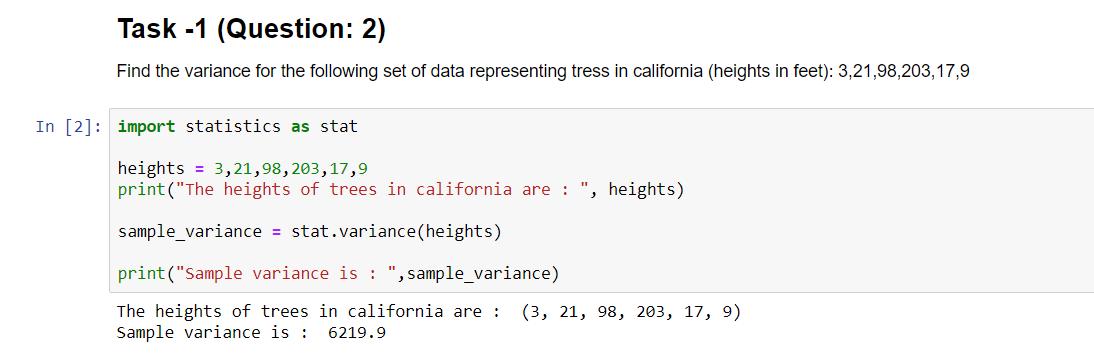 Task -1 (Question: 2)
Find the variance for the following set of data representing tress in california (heights in feet): 3,21,98,203,17,9
In [2]: import statistics as stat
heights = 3,21,98,203,17,9
print("The heights of trees in california are : ", heights)
sample_variance = stat.variance(heights)
print("Sample variance is : ",sample_variance)
The heights of trees in california are :  (3, 21, 98, 203, 17, 9)
Sample variance is :  6219.9